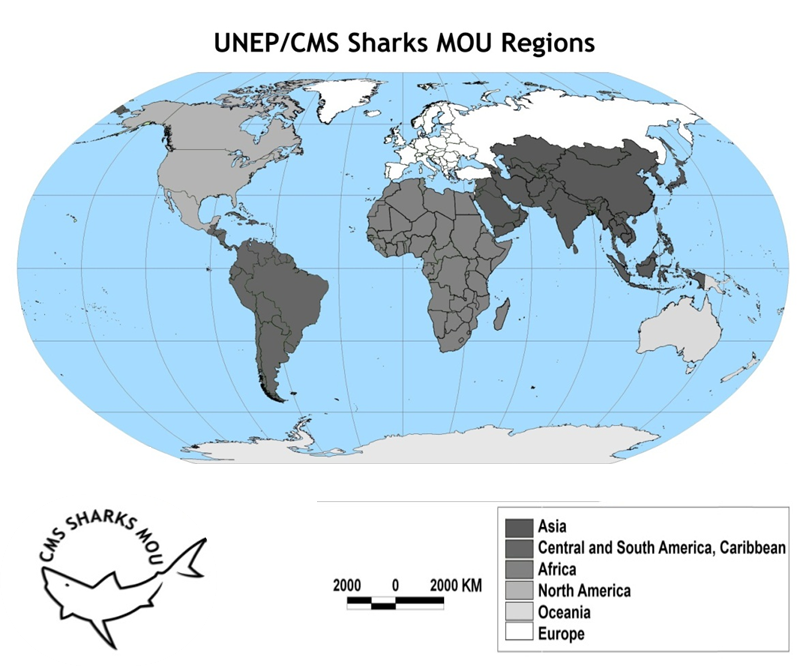 UNEP/CMS Sharks MOU Regions
CMS SHARKS MOU
2000 0 2000 KM
Asia
Central and South America, Caribbean
Africa
North America
Oceania
Europe